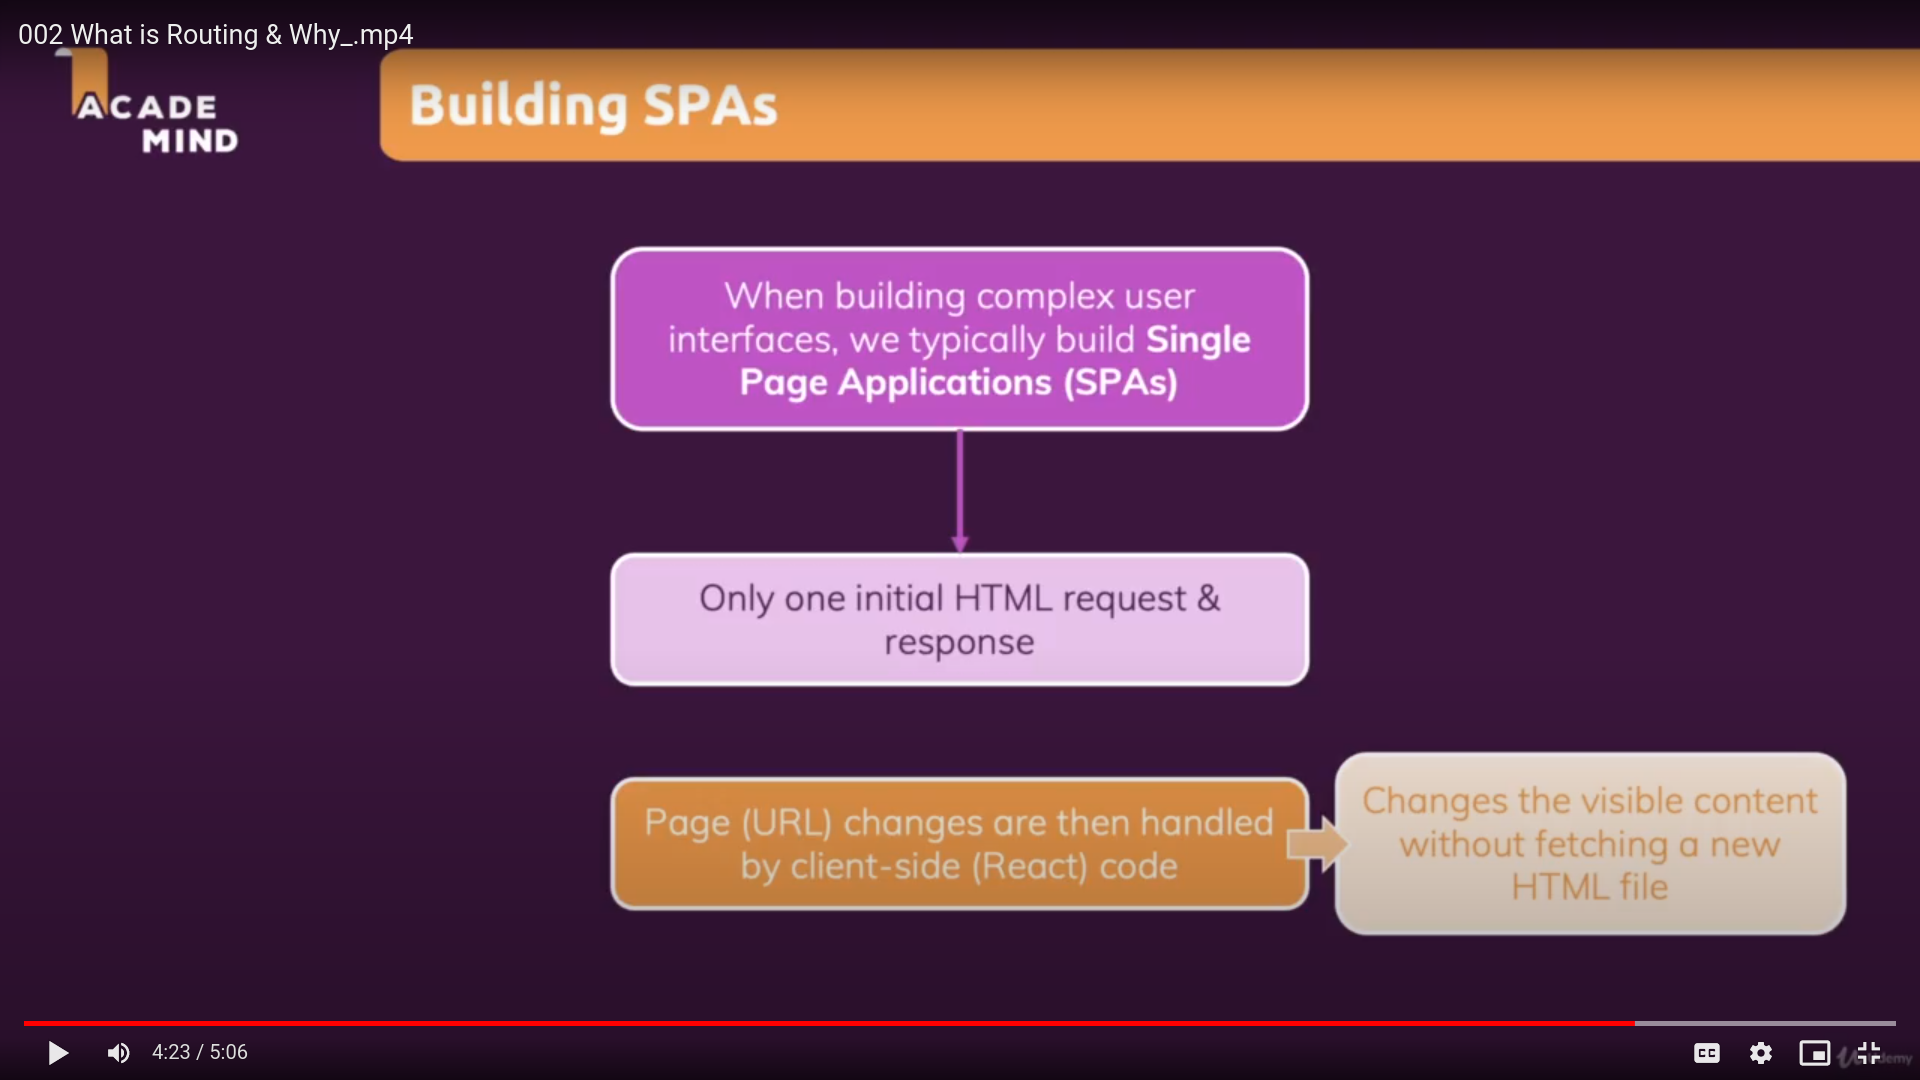 002 What is Routing & Why_.mp4
ACADE
MIND
Building SPAs
When building complex user
interfaces, we typically build Single
Page Applications (SPAs)
Only one initial HTML request &
response
Page (URL) changes are then handled
by client-side (React) code
Changes the visible content
without fetching a new
HTML file
4:23 / 5:06
CC